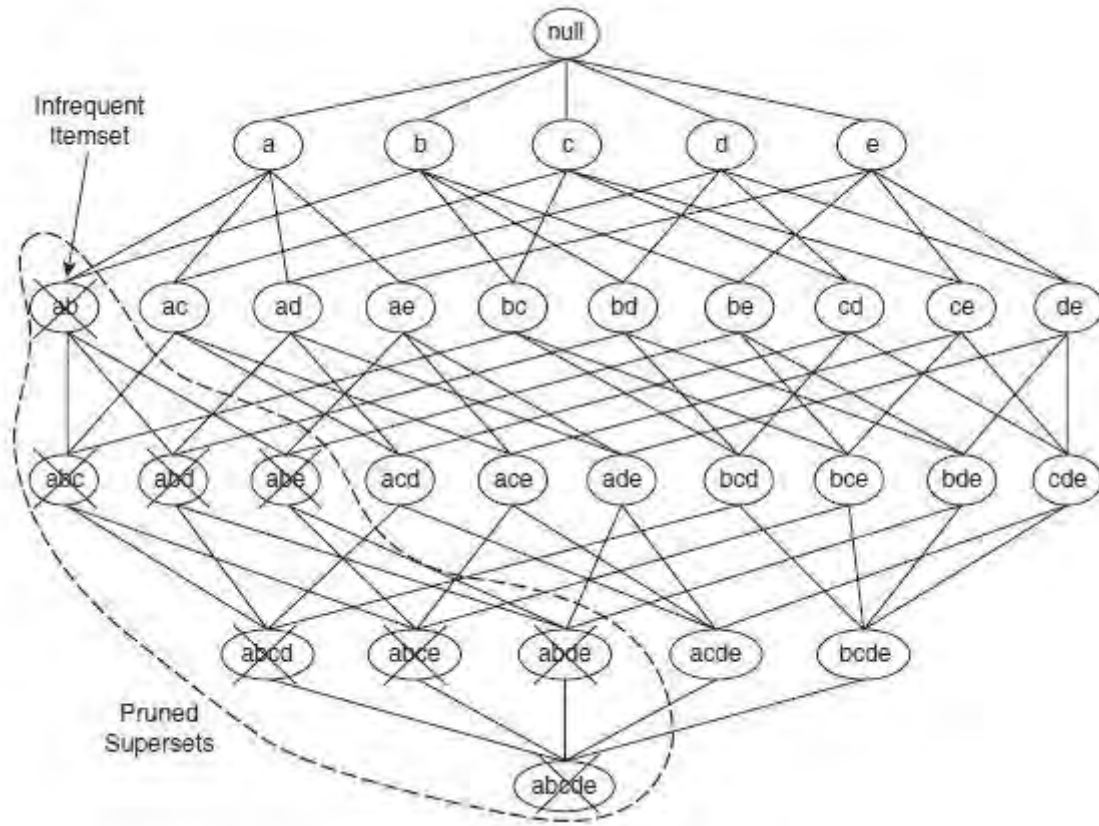 null
Infrequent
Itemset
a b c d e
ab ac ad ae bc bd be cd ce de
abc abd abe acd ace ade bcd bce bde cde
abcd abce abde acde bcde
Pruned
Supersets
abcde